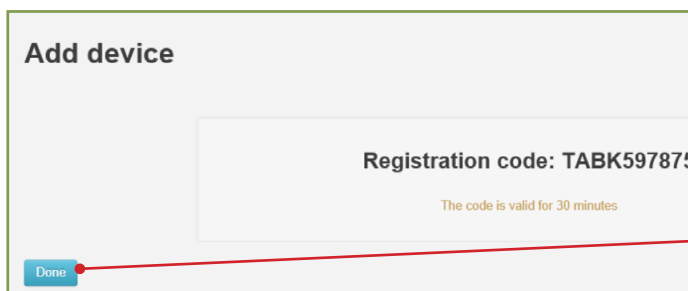 Add device
Registration code: TABK597875
The code is valid for 30 minutes
Done